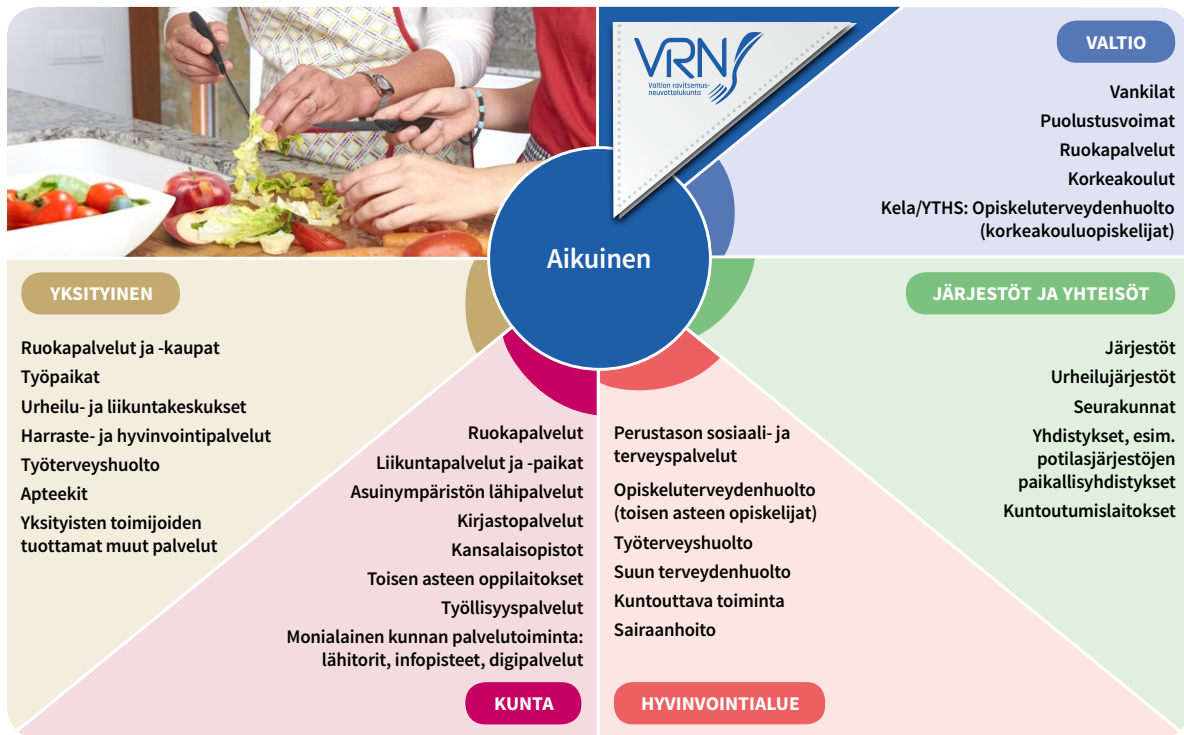 VRN
Valtion ravitsemus-
neuvottelukunta
VALTIO
Vankilat
Puolustusvoimat
Ruokapalvelut
Korkeakoulut
Kela/YTHS: Opiskeluterveydenhuolto
(korkeakouluopiskelijat)
Aikuinen
YKSITYINEN
Ruokapalvelut ja -kaupat
Työpaikat
Urheilu- ja liikuntakeskukset
Harraste- ja hyvinvointipalvelut
Työterveyshuolto
Apteekit
Yksityisten toimijoiden
tuottamat muut palvelut
Ruokapalvelut
Liikuntapalvelut ja -paikat
Asuinympäristön lähipalvelut
Kirjastopalvelut
Kansalaisopistot
Toisen asteen oppilaitokset
Työllisyyspalvelut
Monialainen kunnan palvelutoiminta:
lähitorit, infopisteet, digipalvelut
KUNTA
Perustason sosiaali- ja
terveyspalvelut
Opiskeluterveydenhuolto
(toisen asteen opiskelijat)
Työterveyshuolto
Suun terveydenhuolto
Kuntouttava toiminta
Sairaanhoito
HYVINVOINTIALUE
JÄRJESTÖT JA YHTEISÖT
Järjestöt
Urheilujärjestöt
Seurakunnat
Yhdistykset, esim.
potilasjärjestöjen
paikallisyhdistykset
Kuntoutumislaitokset